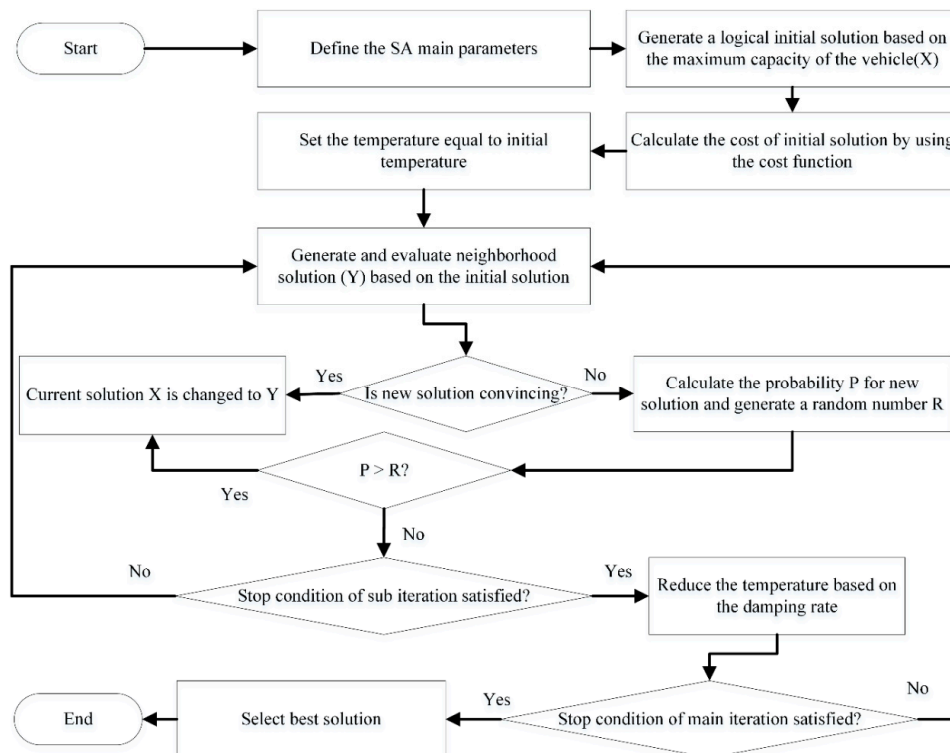 Start
Define the SA main parameters
Generate a logical initial solution based on
the maximum capacity of the vehicle(X)
Set the temperature equal to initial
temperature
Calculate the cost of initial solution by using
the cost function
Generate and evaluate neighborhood
solution (Y) based on the initial solution
Current solution X is changed to Y
Yes
Is new solution convincing?
No
Calculate the probability P for new
solution and generate a random number R
P > R?
Yes
No
No
Stop condition of sub iteration satisfied?
Yes
Reduce the temperature based on
the damping rate
End
Select best solution
Yes
Stop condition of main iteration satisfied?
No